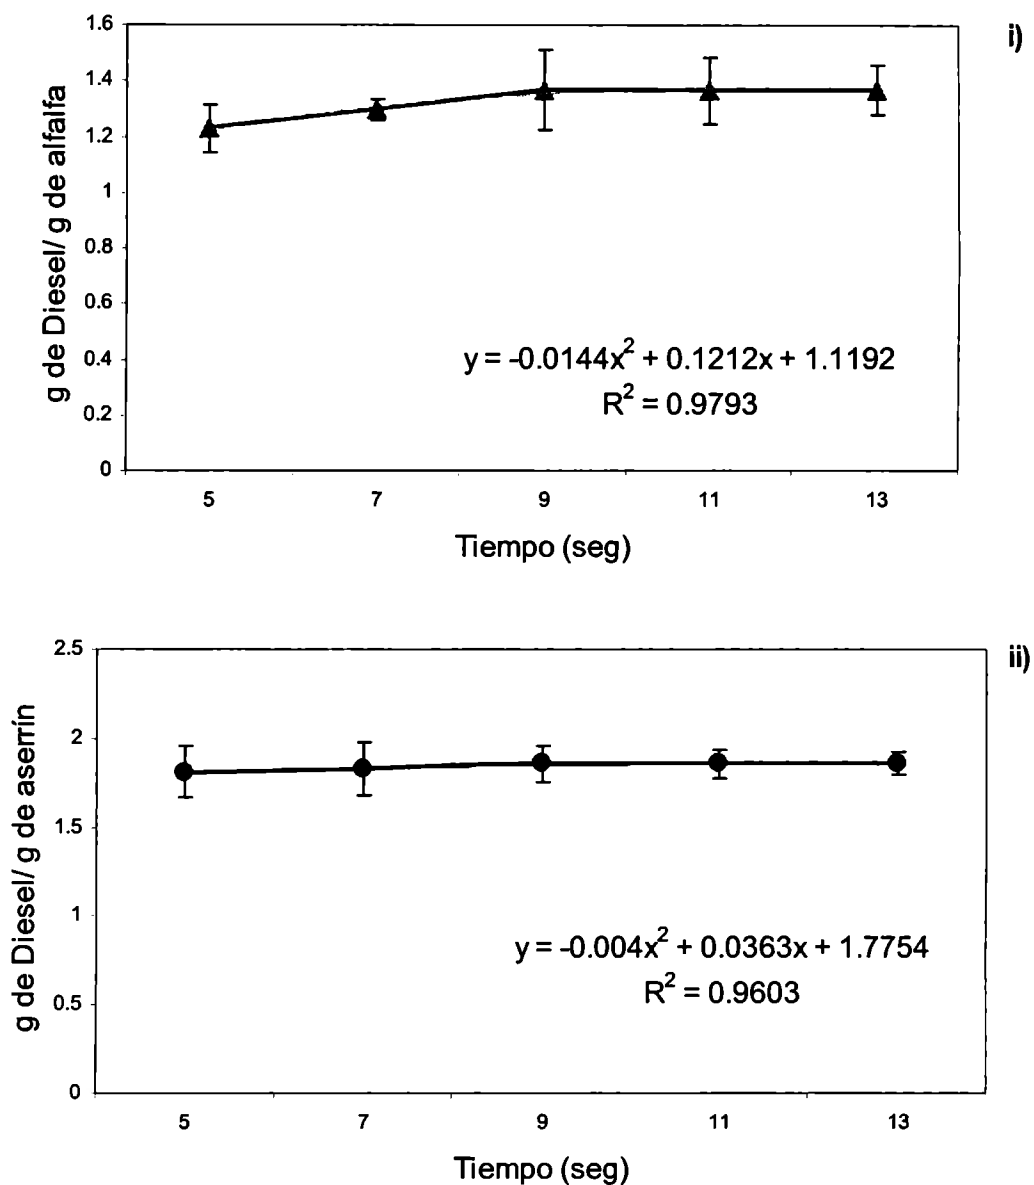 i)
1.6
1.4
1.2
1
0.8
0.6
0.4
0.2
0
g de Diesel/ g de alfalfa
y = -0.0144x² + 0.1212x + 1.1192
R² = 0.9793
5 7 9 11 13
Tiempo (seg)
ii)
2.5
2
1.5
1
0.5
0
g de Diesel/ g de aserrín
y = -0.004x² + 0.0363x + 1.7754
R² = 0.9603
5 7 9 11 13
Tiempo (seg)